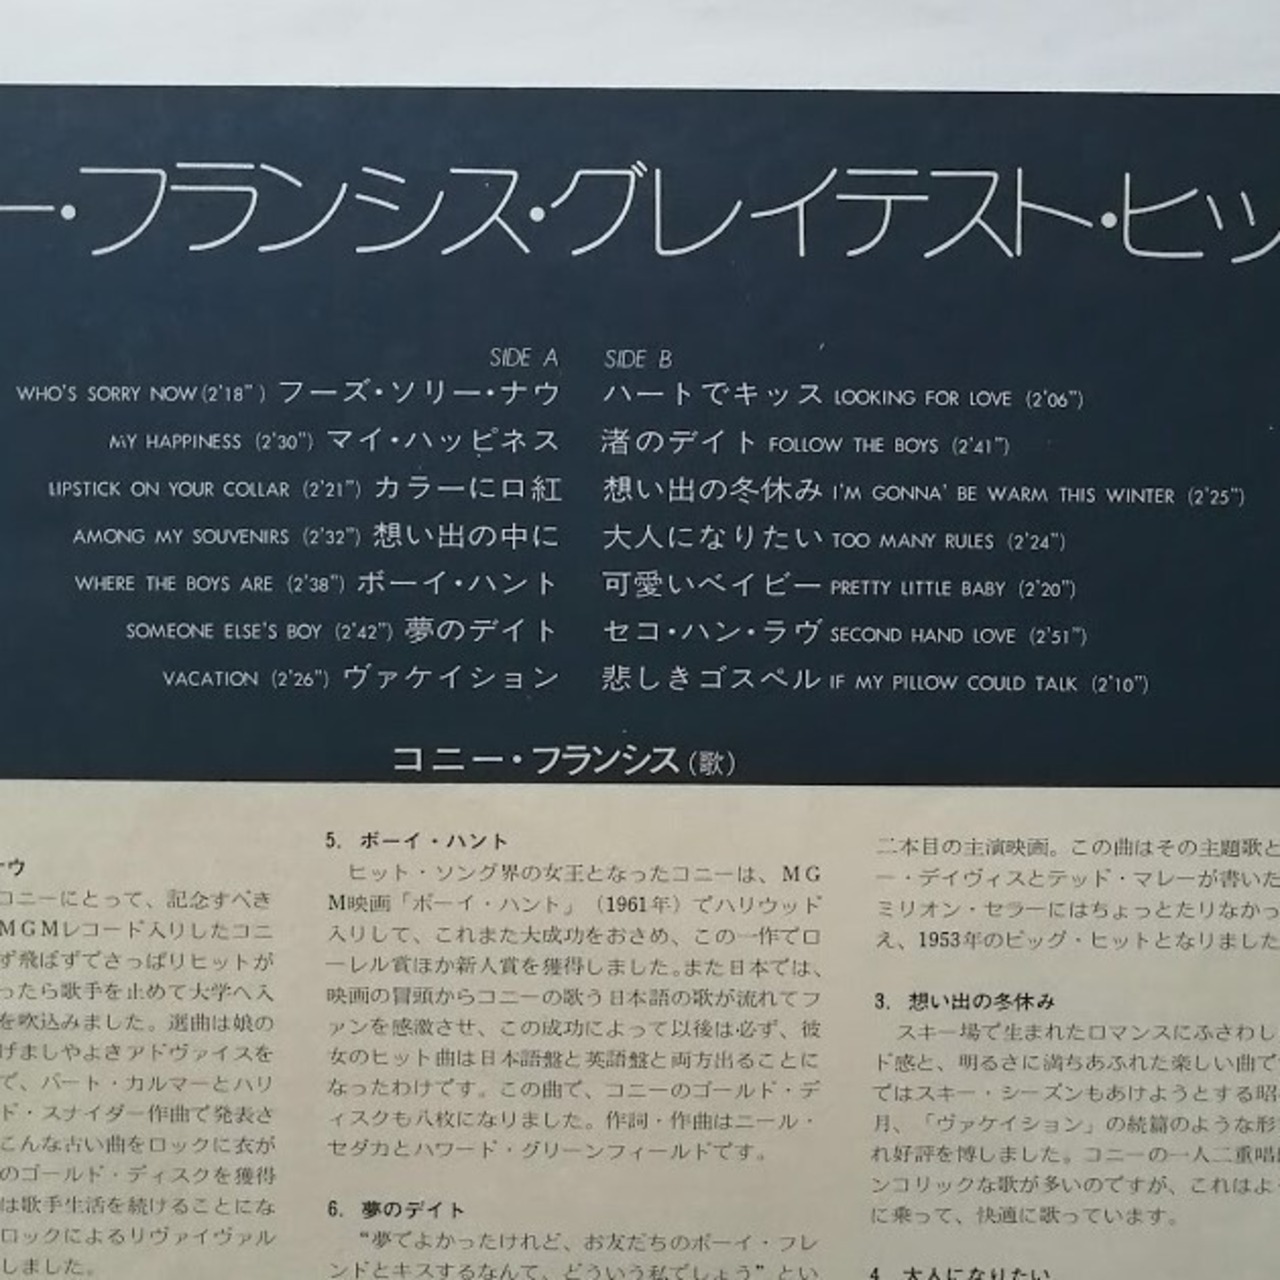 ー・フランシス・グレイテスト・ヒッ
SIDE A
WHO'S SORRY NOW (2'18") フーズ・ソリー・ナウ
MY HAPPINESS (2'30") マイ・ハッピネス
LIPSTICK ON YOUR COLLAR (2'21") カラーに口紅
AMONG MY SOUVENIRS (2'32") 想い出の中に
WHERE THE BOYS ARE (2'38") ボーイ・ハント
SOMEONE ELSE'S BOY (2'42") 夢のデイト
VACATION (2'26") ヴァケイション
SIDE B
ハートでキッス LOOKING FOR LOVE (2'06")
渚のデイト FOLLOW THE BOYS (2'41")
想い出の冬休み I'M GONNA' BE WARM THIS WINTER (2'25")
大人になりたい TOO MANY RULES (2'24")
可愛いベイビー PRETTY LITTLE BABY (2'20")
セコ・ハン・ラヴ SECOND HAND LOVE (2'51")
悲しきゴスペル IF MY PILLOW COULD TALK (2'10")
コニー・フランシス(歌)
ナウ
コニーにとって、記念すべき
MGMレコード入りしたコニ
ず飛ばずでさっぱりヒットが
ったら歌手を止めて大学へ入
を吹込みました。選曲は娘の
げましやよきアドヴァイスを
で、バート・カルマーとハリ
ド・スナイダー作曲で発表さ
こんな古い曲をロックに衣が
のゴールド・ディスクを獲得
は歌手生活を続けることにな
ロックによるリヴァイヴァル
しました。
5. ボーイ・ハント
ヒット・ソング界の女王となったコニーは、MG
M映画「ボーイ・ハント」(1961年)でハリウッド
入りして、これまた大成功をおさめ、この一作でロ
ーレル賞ほか新人賞を獲得しました。また日本では、
映画の冒頭からコニーの歌う日本語の歌が流れてフ
ァンを感激させ、この成功によって以後は必ず、彼
女のヒット曲は日本語盤と英語盤と両方出ることに
なったわけです。この曲で、コニーのゴールド・デ
ィスクも八枚になりました。作詞・作曲はニール・
セダカとハワード・グリーンフィールドです。
6. 夢のデイト
“夢でよかったけれど、お友だちのボーイ・フレ
ンドとキスするなんて、どういう私でしょう”とい
二本目の主演映画。この曲はその主題歌と
ー・デイヴィスとテッド・マレーが書いた
ミリオン・セラーにはちょっとたりなかっ
え、1953年のビッグ・ヒットとなりました
3. 想い出の冬休み
スキー場で生まれたロマンスにふさわし
ド感と、明るさに満ちあふれた楽しい曲で
ではスキー・シーズンもあけようとする昭
月、「ヴァケイション」の続篇のような形
れ好評を博しました。コニーの一人二重唱
ンコリックな歌が多いのですが、これはよ
に乗って、快適に歌っています。
4. 大人になりたい